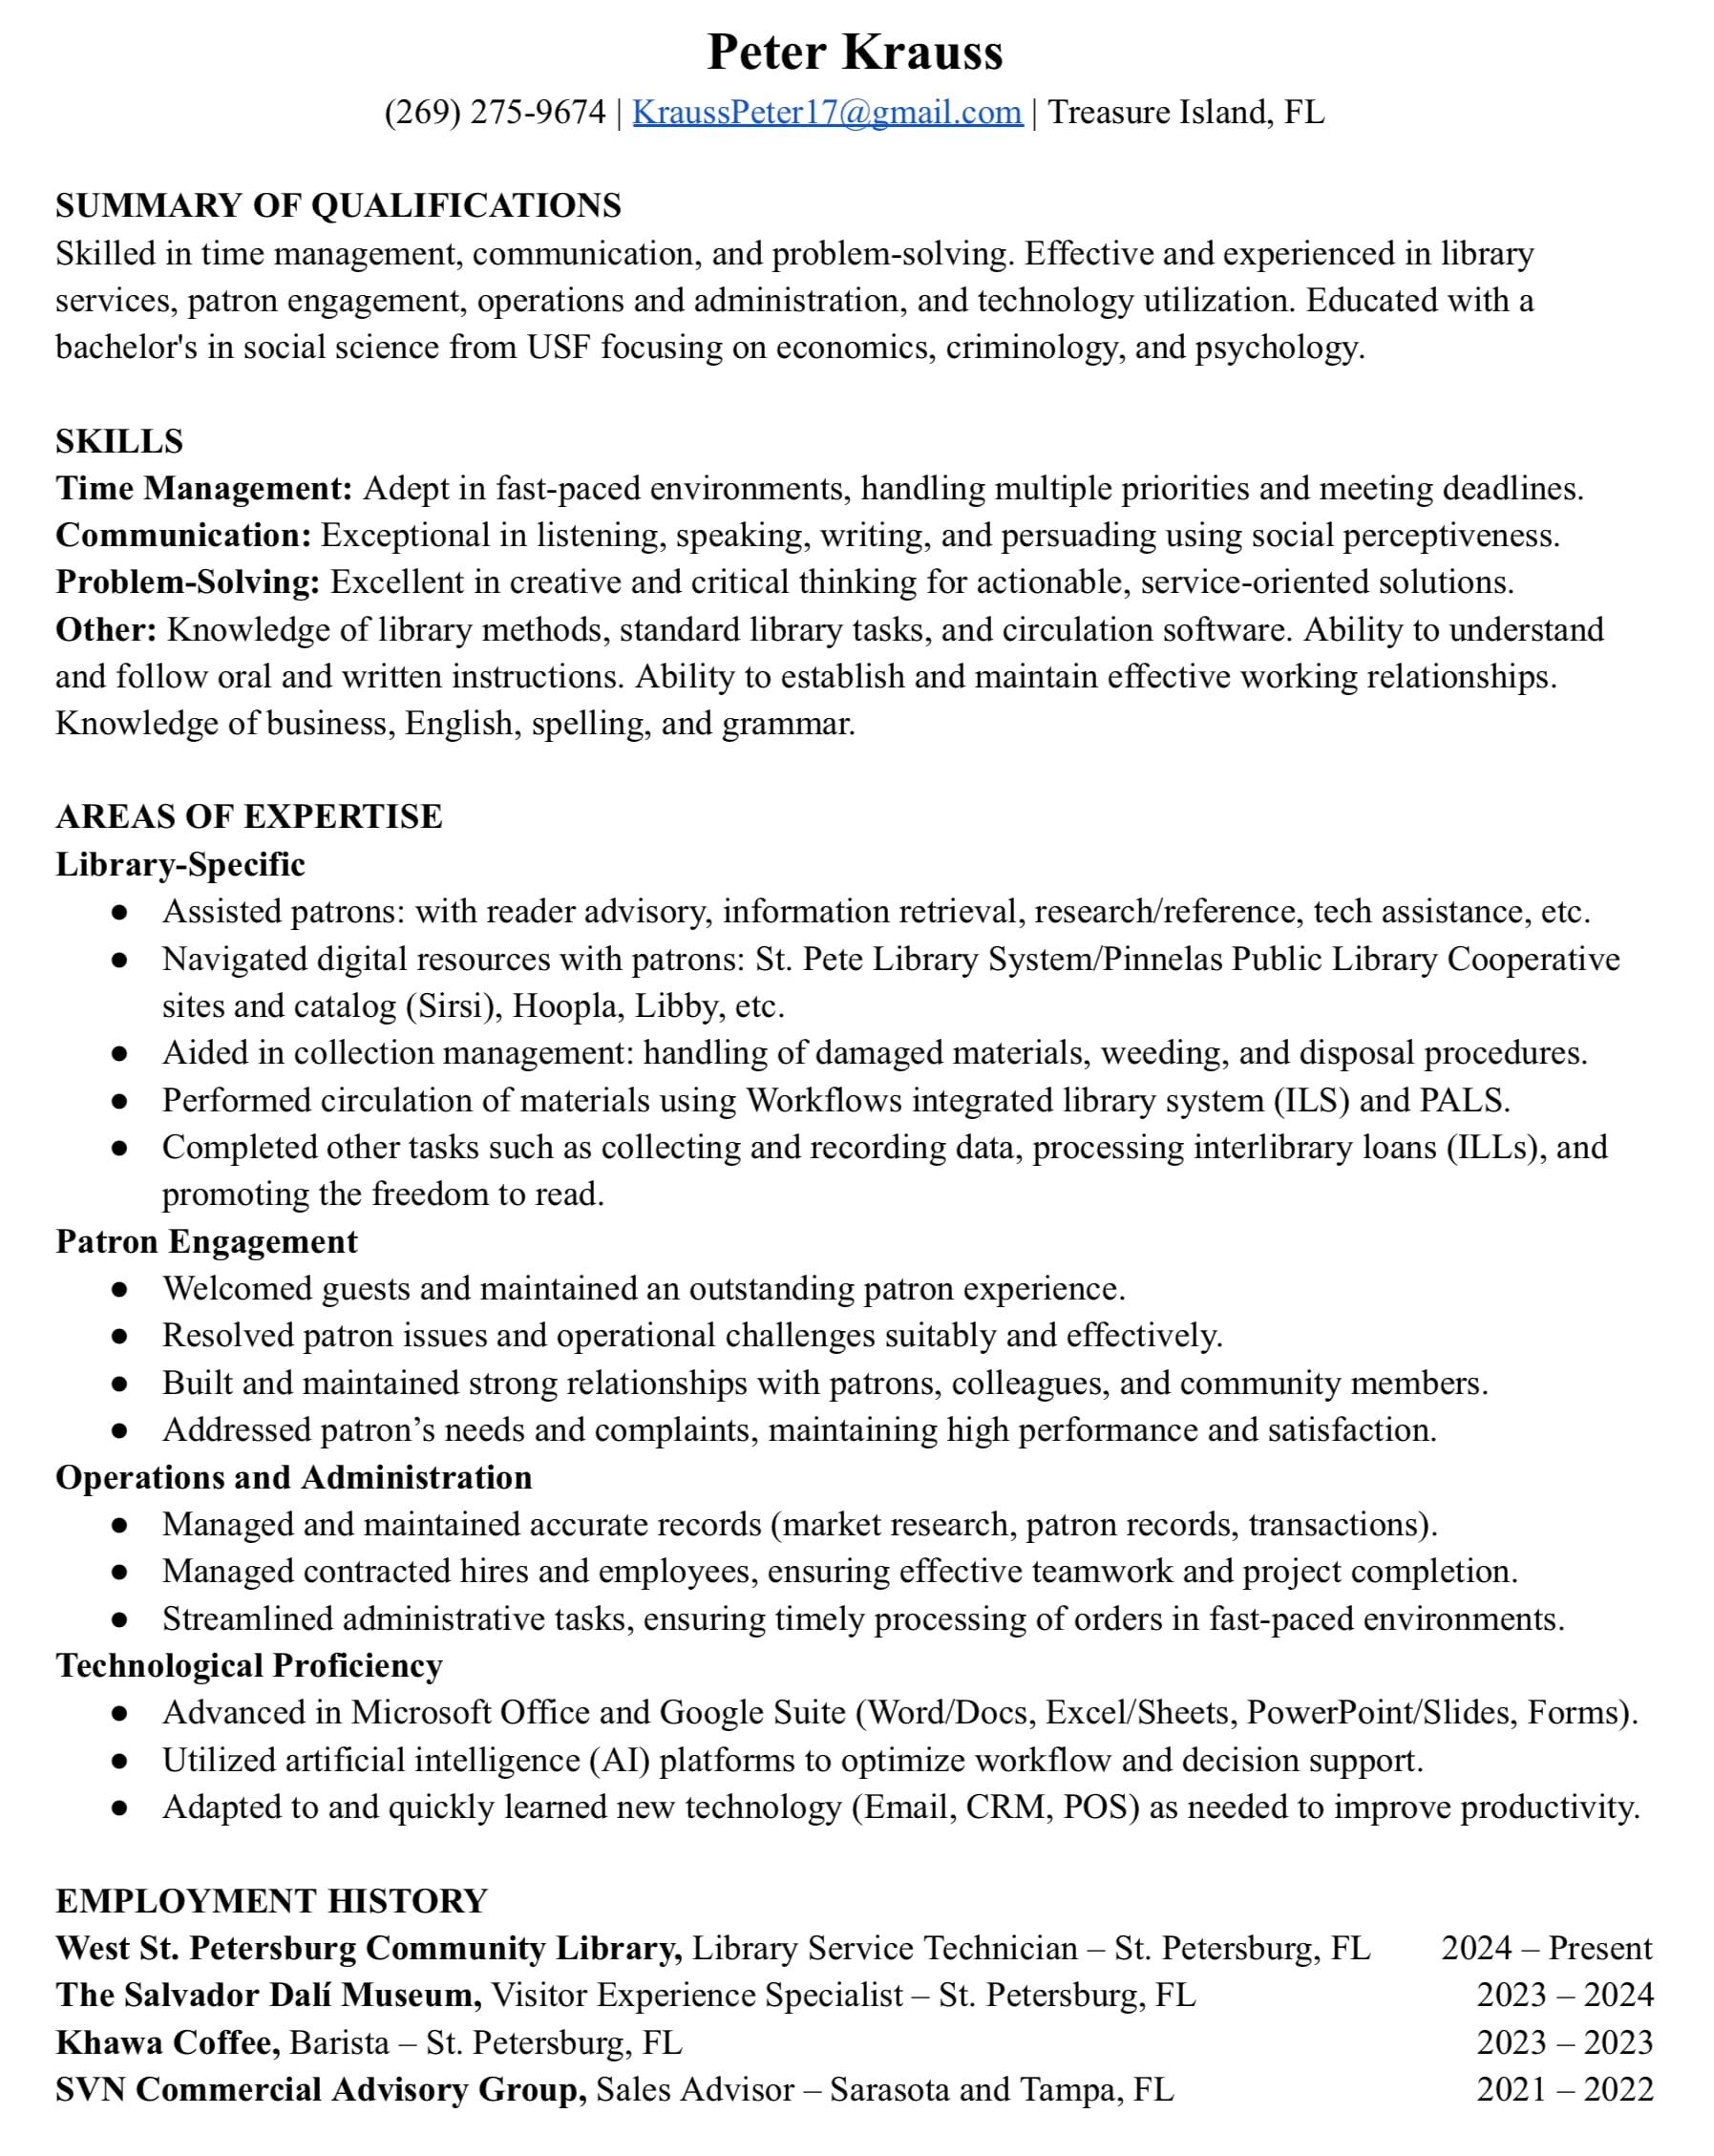 Peter Krauss
(269) 275-9674 | KraussPeter17@gmail.com | Treasure Island, FL
SUMMARY OF QUALIFICATIONS
Skilled in time management, communication, and problem-solving. Effective and experienced in library
services, patron engagement, operations and administration, and technology utilization. Educated with a
bachelor's in social science from USF focusing on economics, criminology, and psychology.
SKILLS
Time Management: Adept in fast-paced environments, handling multiple priorities and meeting deadlines.
Communication: Exceptional in listening, speaking, writing, and persuading using social perceptiveness.
Problem-Solving: Excellent in creative and critical thinking for actionable, service-oriented solutions.
Other: Knowledge of library methods, standard library tasks, and circulation software. Ability to understand
and follow oral and written instructions. Ability to establish and maintain effective working relationships.
Knowledge of business, English, spelling, and grammar.
AREAS OF EXPERTISE
Library-Specific
● Assisted patrons: with reader advisory, information retrieval, research/reference, tech assistance, etc.
● Navigated digital resources with patrons: St. Pete Library System/Pinnelas Public Library Cooperative
sites and catalog (Sirsi), Hoopla, Libby, etc.
● Aided in collection management: handling of damaged materials, weeding, and disposal procedures.
● Performed circulation of materials using Workflows integrated library system (ILS) and PALS.
● Completed other tasks such as collecting and recording data, processing interlibrary loans (ILLs), and
promoting the freedom to read.
Patron Engagement
● Welcomed guests and maintained an outstanding patron experience.
● Resolved patron issues and operational challenges suitably and effectively.
● Built and maintained strong relationships with patrons, colleagues, and community members.
● Addressed patron’s needs and complaints, maintaining high performance and satisfaction.
Operations and Administration
● Managed and maintained accurate records (market research, patron records, transactions).
● Managed contracted hires and employees, ensuring effective teamwork and project completion.
● Streamlined administrative tasks, ensuring timely processing of orders in fast-paced environments.
Technological Proficiency
● Advanced in Microsoft Office and Google Suite (Word/Docs, Excel/Sheets, PowerPoint/Slides, Forms).
● Utilized artificial intelligence (AI) platforms to optimize workflow and decision support.
● Adapted to and quickly learned new technology (Email, CRM, POS) as needed to improve productivity.
EMPLOYMENT HISTORY
West St. Petersburg Community Library, Library Service Technician – St. Petersburg, FL 2024 – Present
The Salvador Dalí Museum, Visitor Experience Specialist – St. Petersburg, FL 2023 – 2024
Khawa Coffee, Barista – St. Petersburg, FL 2023 – 2023
SVN Commercial Advisory Group, Sales Advisor – Sarasota and Tampa, FL 2021 – 2022